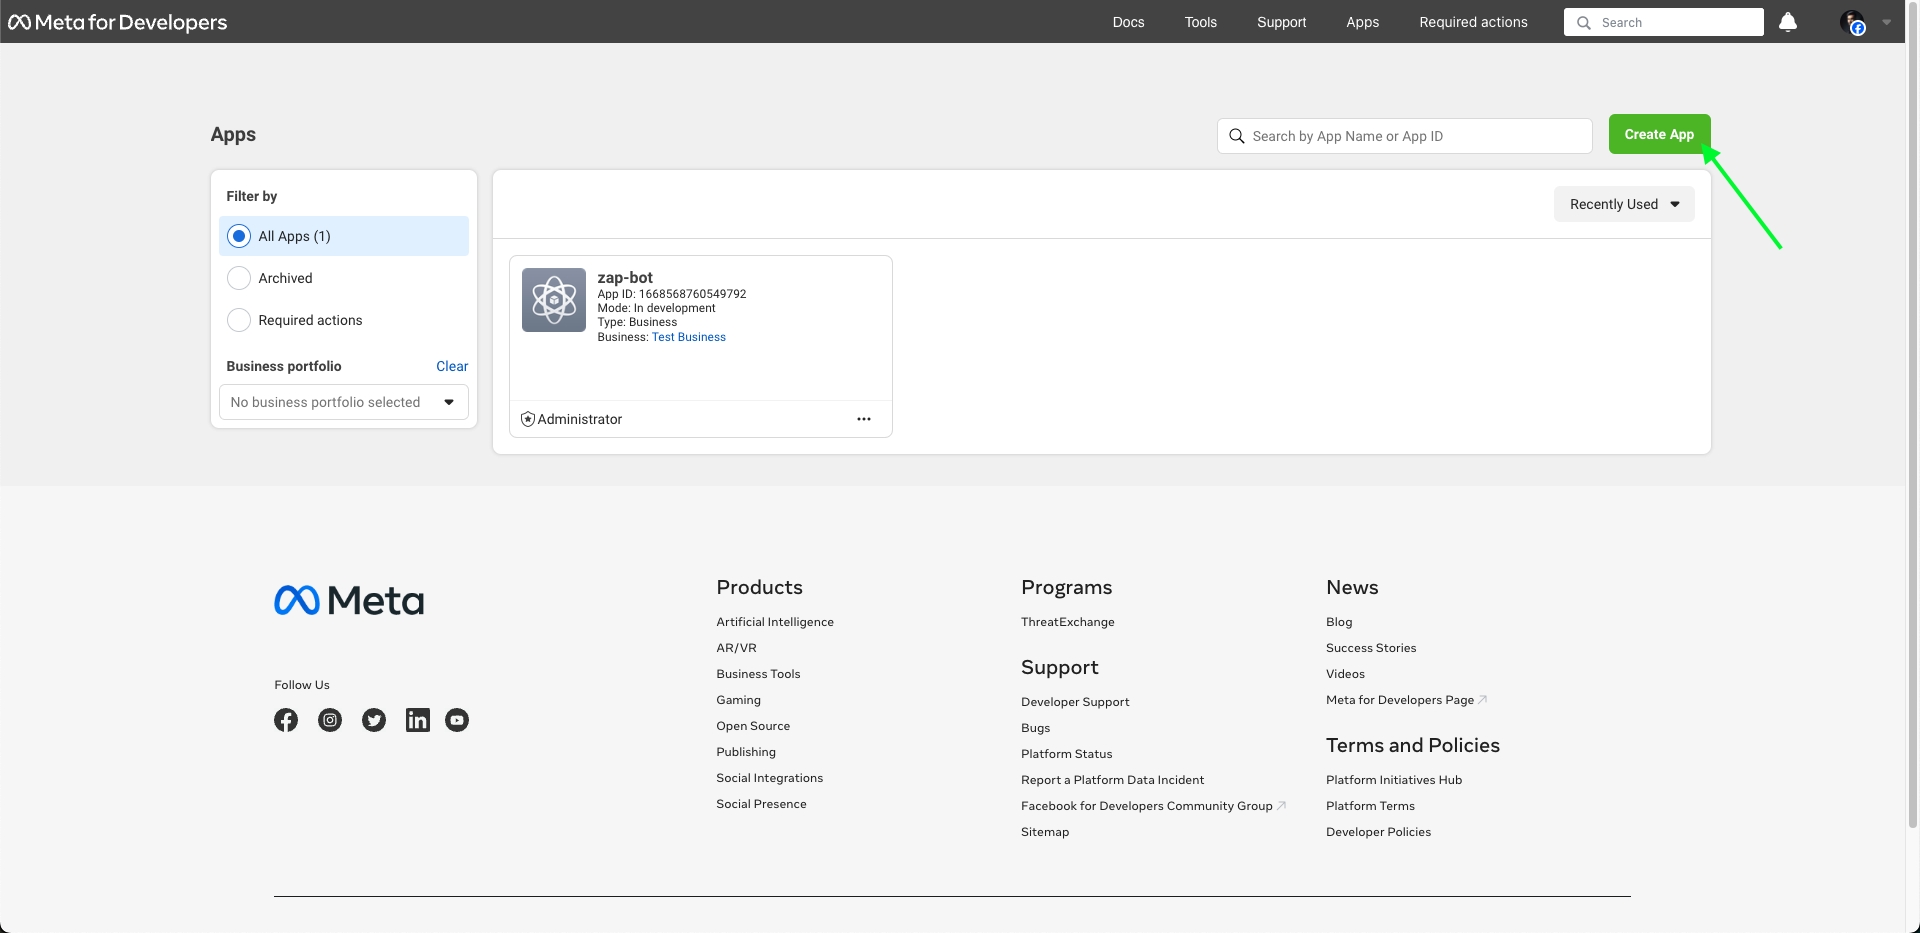 Meta for Developers
Docs
Tools
Support
Apps
Required actions
Search
Apps
Search by App Name or App ID
Create App
Filter by
All Apps (1)
Archived
Required actions
Business portfolio
Clear
No business portfolio selected
Recently Used
zap-bot
App ID: 1668568760549792
Mode: In development
Type: Business
Business: Test Business
Administrator
Meta
Follow Us
Products
Artificial Intelligence
AR/VR
Business Tools
Gaming
Open Source
Publishing
Social Integrations
Social Presence
Programs
ThreatExchange
Support
Developer Support
Bugs
Platform Status
Report a Platform Data Incident
Facebook for Developers Community Group
Sitemap
News
Blog
Success Stories
Videos
Meta for Developers Page
Terms and Policies
Platform Initiatives Hub
Platform Terms
Developer Policies